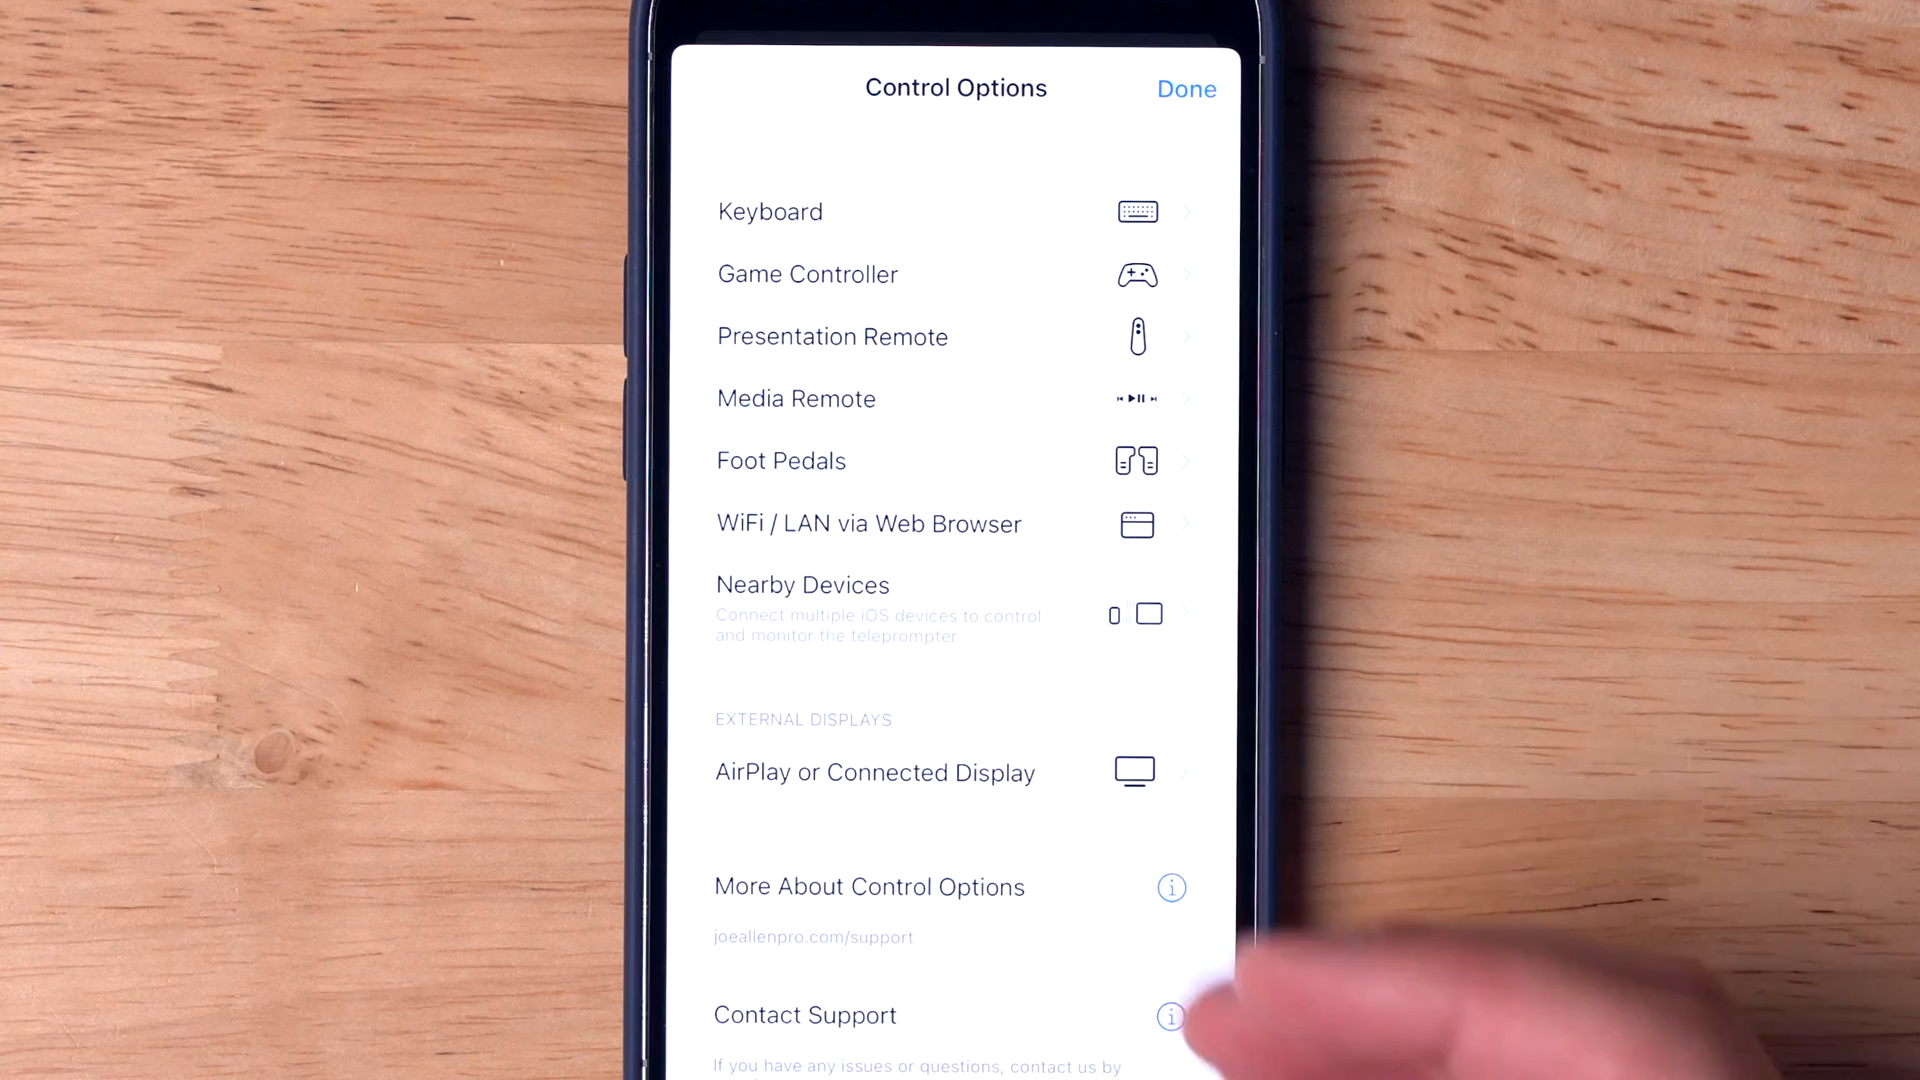 Control Options
Done
Keyboard
Game Controller
Presentation Remote
Media Remote
Foot Pedals
WiFi / LAN via Web Browser
Nearby Devices
Connect multiple iOS devices to control
and monitor the teleprompter
EXTERNAL DISPLAYS
AirPlay or Connected Display
More About Control Options
joeallenpro.com/support
Contact Support
If you have any issues or questions, contact us by